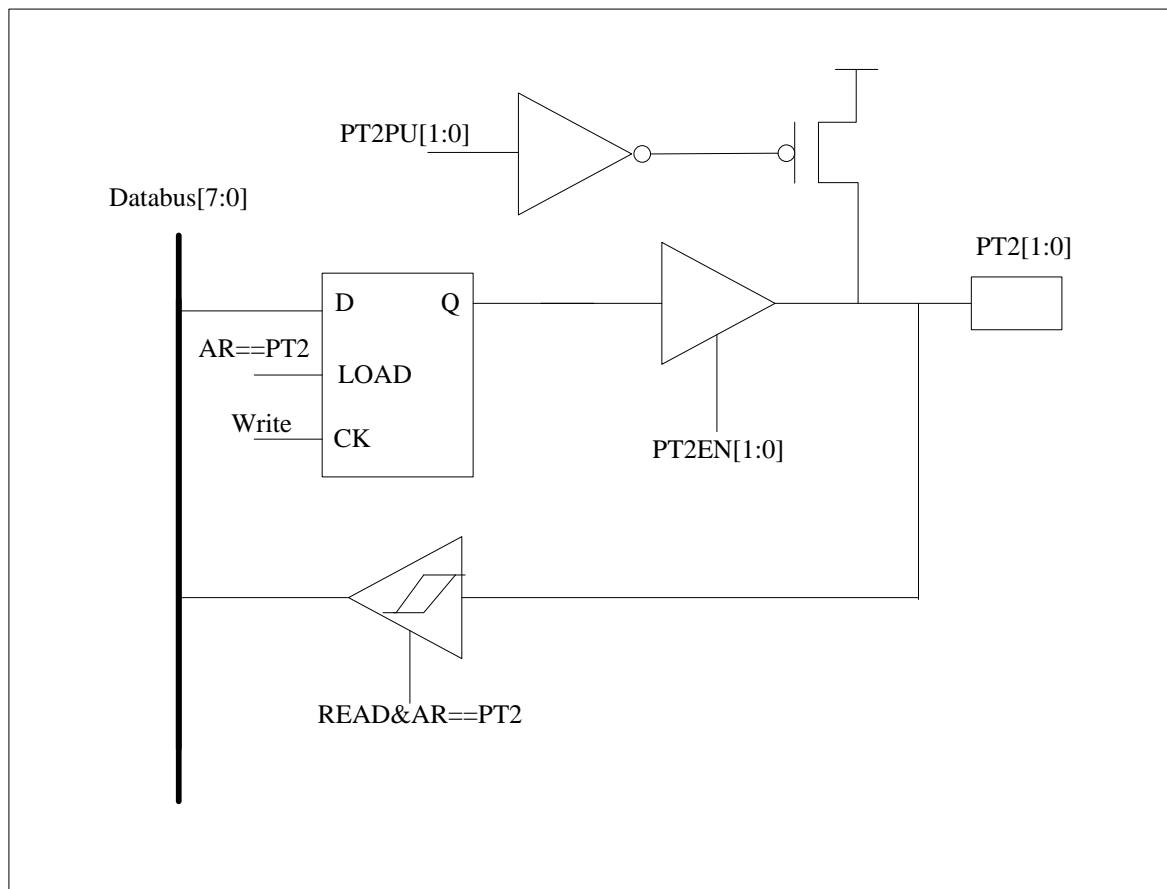 PT2PU[1:0]
Databus[7:0]
PT2[1:0]
D
Q
AR==PT2
LOAD
Write
CK
PT2EN[1:0]
READ&AR==PT2